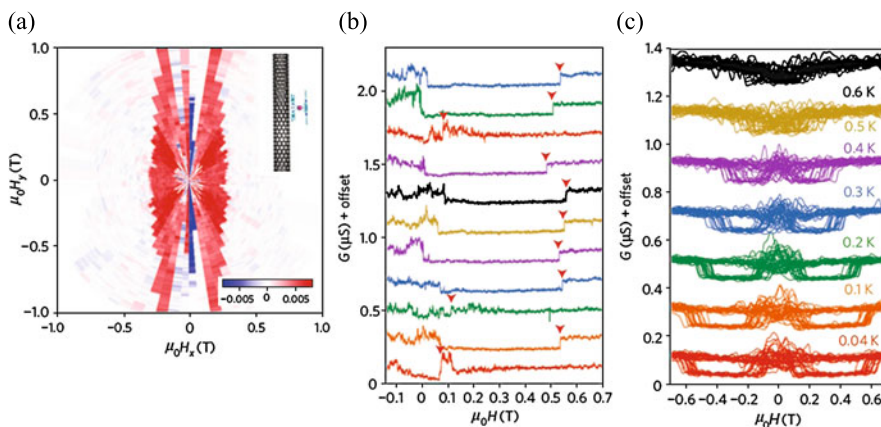 (a)
1.0
0.5
0
-0.5
-1.0
μ₀Hᵧ(T)
-0.005 0 0.005
-1.0 -0.5 0 0.5 1.0
μ₀Hₓ(T)
(b)
2.0
1.5
1.0
0.5
0
G (μS) + offset
-0.1 0 0.1 0.2 0.3 0.4 0.5 0.6 0.7
μ₀H(T)
(c)
1.4
1.2
1.0
0.8
0.6
0.4
0.2
0
G (μS) + offset
0.6 K
0.5 K
0.4 K
0.3 K
0.2 K
0.1 K
0.04 K
-0.6 -0.4 -0.2 0 0.2 0.4 0.6
μ₀H(T)